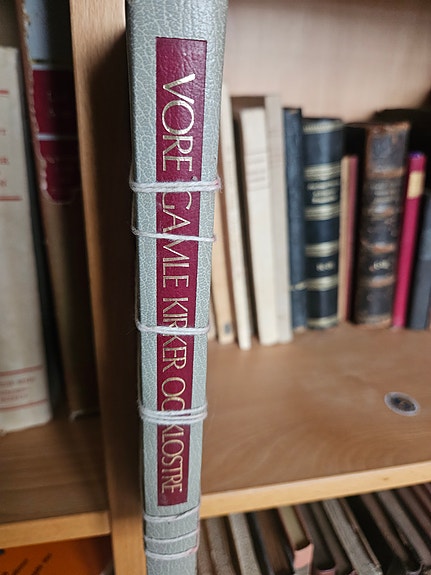 VORE GAMLE KIRKER OG KLOSTRE